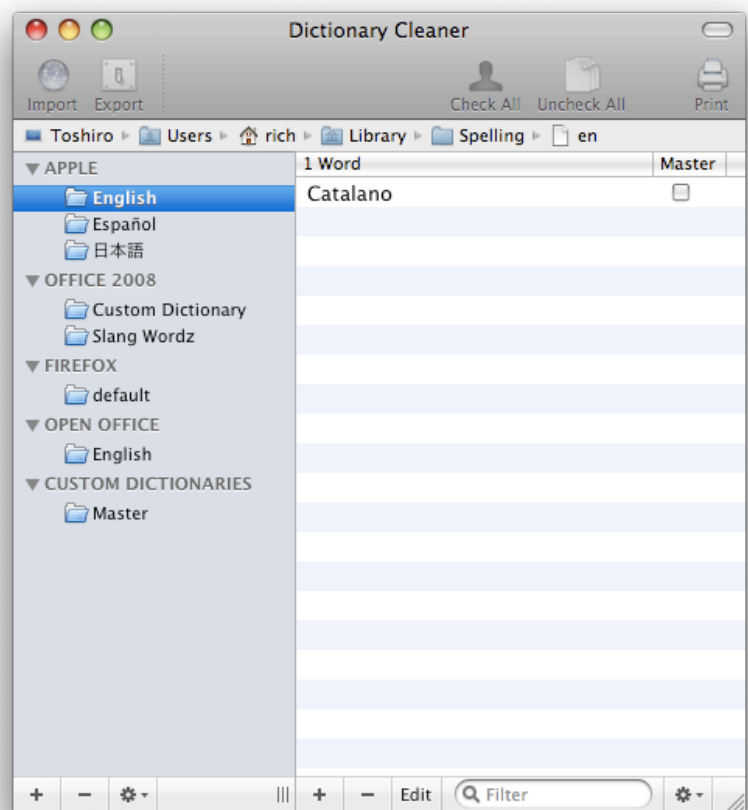 Dictionary Cleaner
Import Export Check All Uncheck All Print
Toshiro Users rich Library Spelling en
APPLE
English
Español
日本語
OFFICE 2008
Custom Dictionary
Slang Wordz
FIREFOX
default
OPEN OFFICE
English
CUSTOM DICTIONARIES
Master
1 Word Master
Catalano
Edit Filter